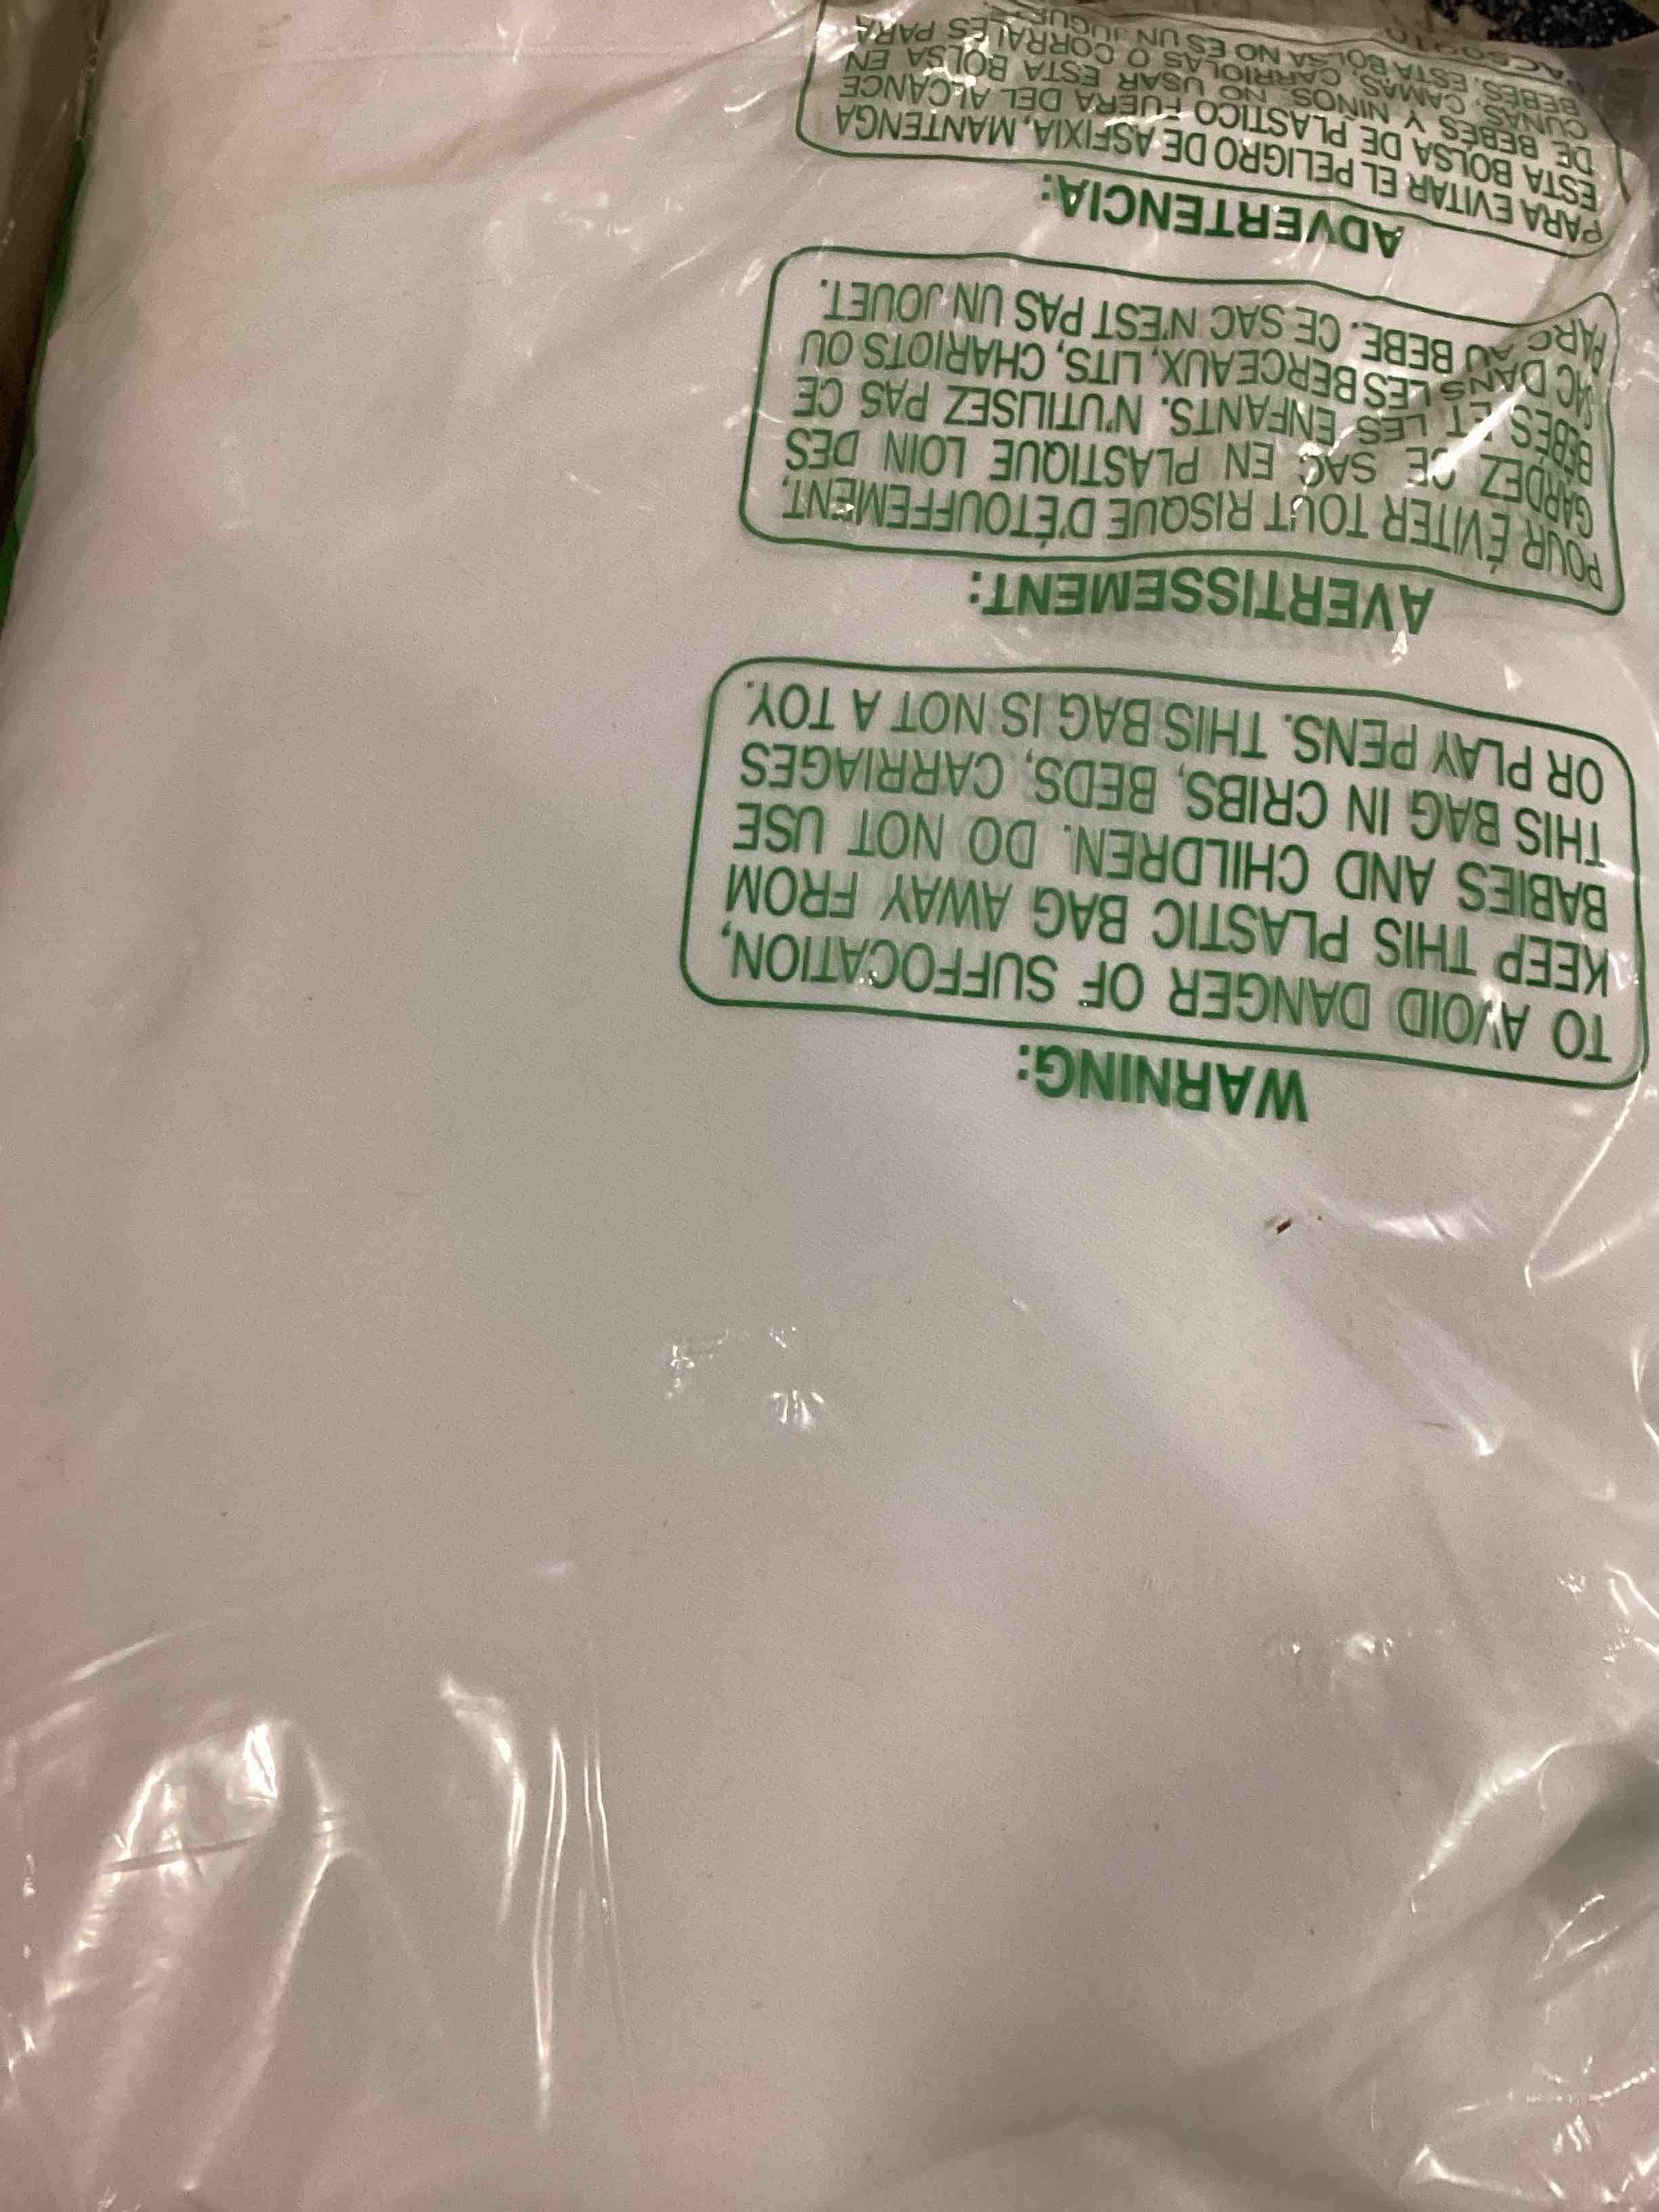 WARNING:
TO AVOID DANGER OF SUFFOCATION,
KEEP THIS PLASTIC BAG AWAY FROM
BABIES AND CHILDREN. DO NOT USE
THIS BAG IN CRIBS, BEDS, CARRIAGES
OR PLAY PENS. THIS BAG IS NOT A TOY.
AVERTISSEMENT:
POUR ÉVITER TOUT RISQUE D'ÉTOUFFEMENT,
GARDEZ CE SAC EN PLASTIQUE LOIN DES
BEBES ET LES ENFANTS. N'UTILISEZ PAS CE
SAC DANS LES BERCEAUX, LITS, CHARIOTS OU
PARC AU BEBE. CE SAC N'EST PAS UN JOUET.
ADVERTENCIA:
PARA EVITAR EL PELIGRO DE ASFIXIA, MANTENGA
ESTA BOLSA DE PLASTICO FUERA DEL ALCANCE
DE BEBÉS Y NIÑOS. NO USAR ESTA BOLSA EN
CUNAS, CAMAS, CARRIOLAS O CORRALES PARA
BEBES. ESTA BOLSA NO ES UN JUGUETE.